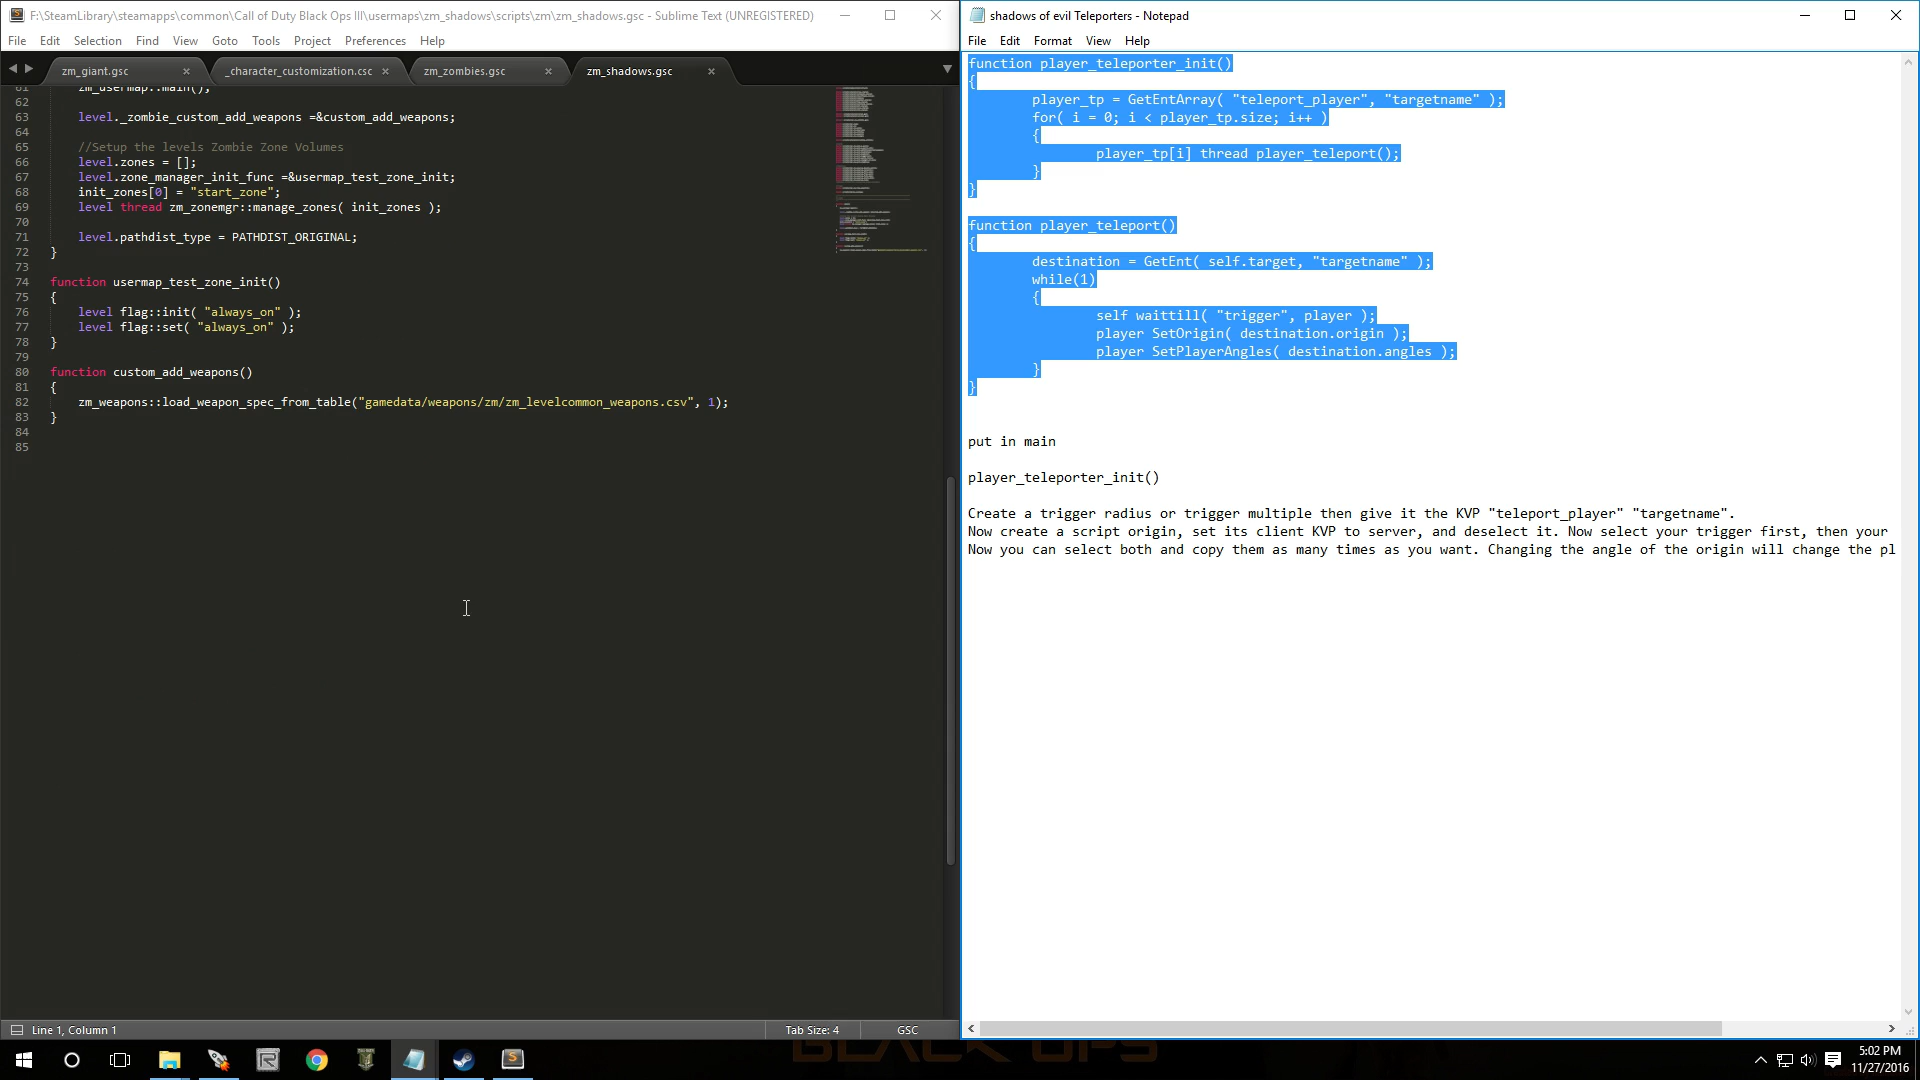 F:\SteamLibrary\steamapps\common\Call of Duty Black Ops III\usermaps\zm_shadows\scripts\zm\zm_shadows.gsc - Sublime Text (UNREGISTERED)
File Edit Selection Find View Goto Tools Project Preferences Help
zm_giant.gsc _character_customization.csc zm_zombies.gsc zm_shadows.gsc
61 zm_usermap::main();
62
63 level._zombie_custom_add_weapons =&custom_add_weapons;
64
65 //Setup the levels Zombie Zone Volumes
66 level.zones = [];
67 level.zone_manager_init_func =&usermap_test_zone_init;
68 init_zones[0] = "start_zone";
69 level thread zm_zonemgr::manage_zones( init_zones );
70
71 level.pathdist_type = PATHDIST_ORIGINAL;
72 }
73
74 function usermap_test_zone_init()
75 {
76 level flag::init( "always_on" );
77 level flag::set( "always_on" );
78 }
79
80 function custom_add_weapons()
81 {
82 zm_weapons::load_weapon_spec_from_table("gamedata/weapons/zm/zm_levelcommon_weapons.csv", 1);
83 }
84
85
Line 1, Column 1
Tab Size: 4
GSC
shadows of evil Teleporters - Notepad
File Edit Format View Help
function player_teleporter_init()
{
player_tp = GetEntArray( "teleport_player", "targetname" );
for( i = 0; i < player_tp.size; i++ )
{
player_tp[i] thread player_teleport();
}
}
function player_teleport()
{
destination = GetEnt( self.target, "targetname" );
while(1)
{
self waittill( "trigger", player );
player SetOrigin( destination.origin );
player SetPlayerAngles( destination.angles );
}
}
put in main
player_teleporter_init()
Create a trigger radius or trigger multiple then give it the KVP "teleport_player" "targetname".
Now create a script origin, set its client KVP to server, and deselect it. Now select your trigger first, then your
Now you can select both and copy them as many times as you want. Changing the angle of the origin will change the pl
BLACK OPS
5:02 PM
11/27/2016